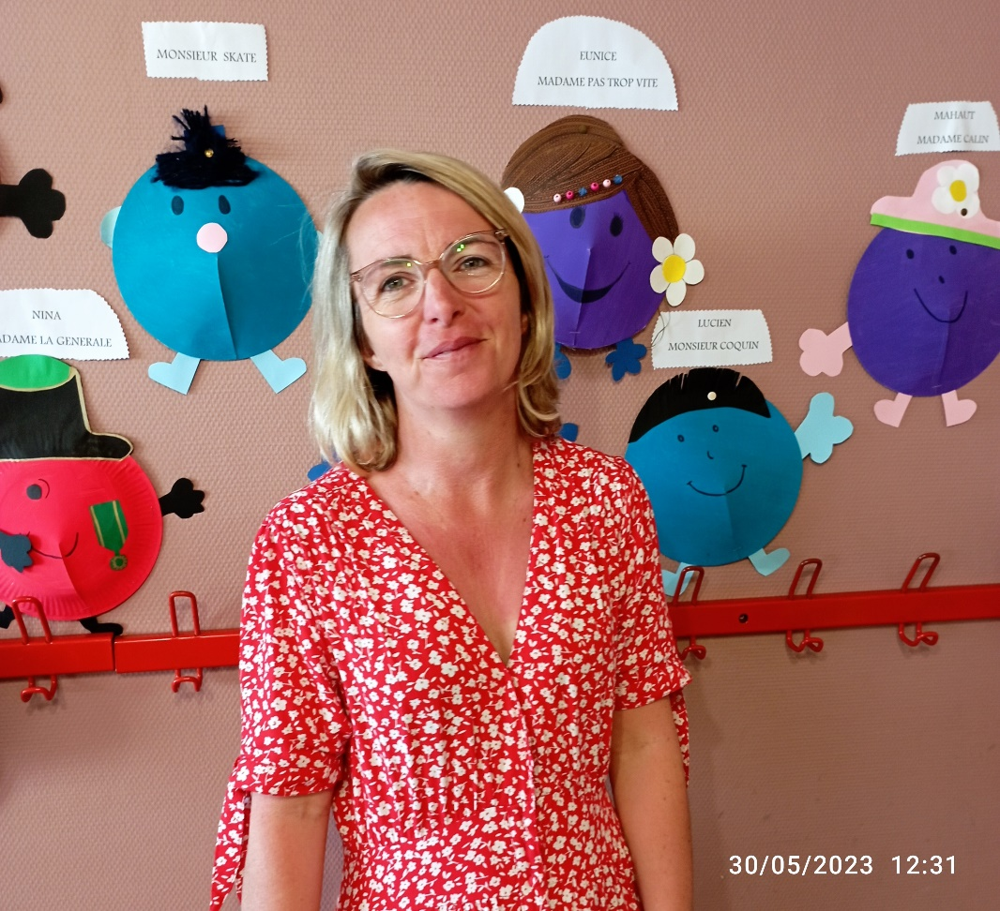 MONSIEUR SKATE
EUNICE
MADAME PAS TROP VITE
MAHAUT
MADAME CALIN
NINA
ADAME LA GENERALE
LUCIEN
MONSIEUR COQUIN
30/05/2023 12:31